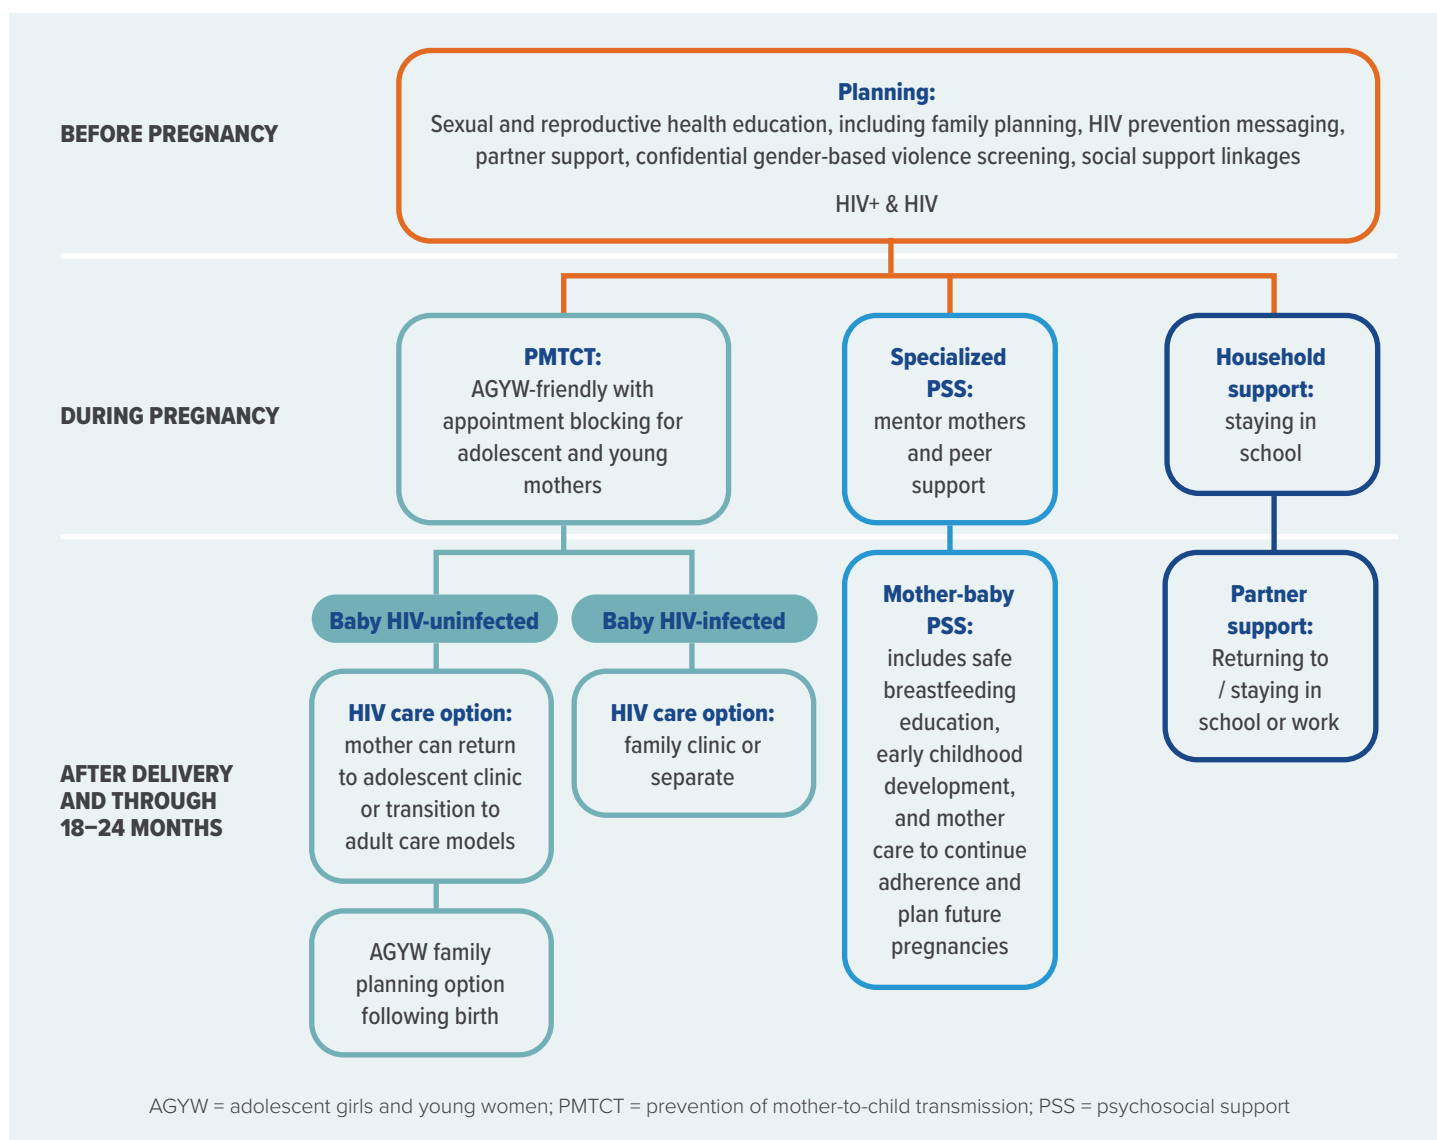 BEFORE PREGNANCY
Planning:
Sexual and reproductive health education, including family planning, HIV prevention messaging,
partner support, confidential gender-based violence screening, social support linkages
HIV+ & HIV
DURING PREGNANCY
PMTCT:
AGYW-friendly with
appointment blocking for
adolescent and young
mothers
Specialized
PSS:
mentor mothers
and peer
support
Household
support:
staying in
school
AFTER DELIVERY
AND THROUGH
18–24 MONTHS
Baby HIV-uninfected
HIV care option:
mother can return
to adolescent clinic
or transition to
adult care models
AGYW family
planning option
following birth
Baby HIV-infected
HIV care option:
family clinic or
separate
Mother-baby
PSS:
includes safe
breastfeeding
education,
early childhood
development,
and mother
care to continue
adherence and
plan future
pregnancies
Partner
support:
Returning to
/ staying in
school or work
AGYW = adolescent girls and young women; PMTCT = prevention of mother-to-child transmission; PSS = psychosocial support